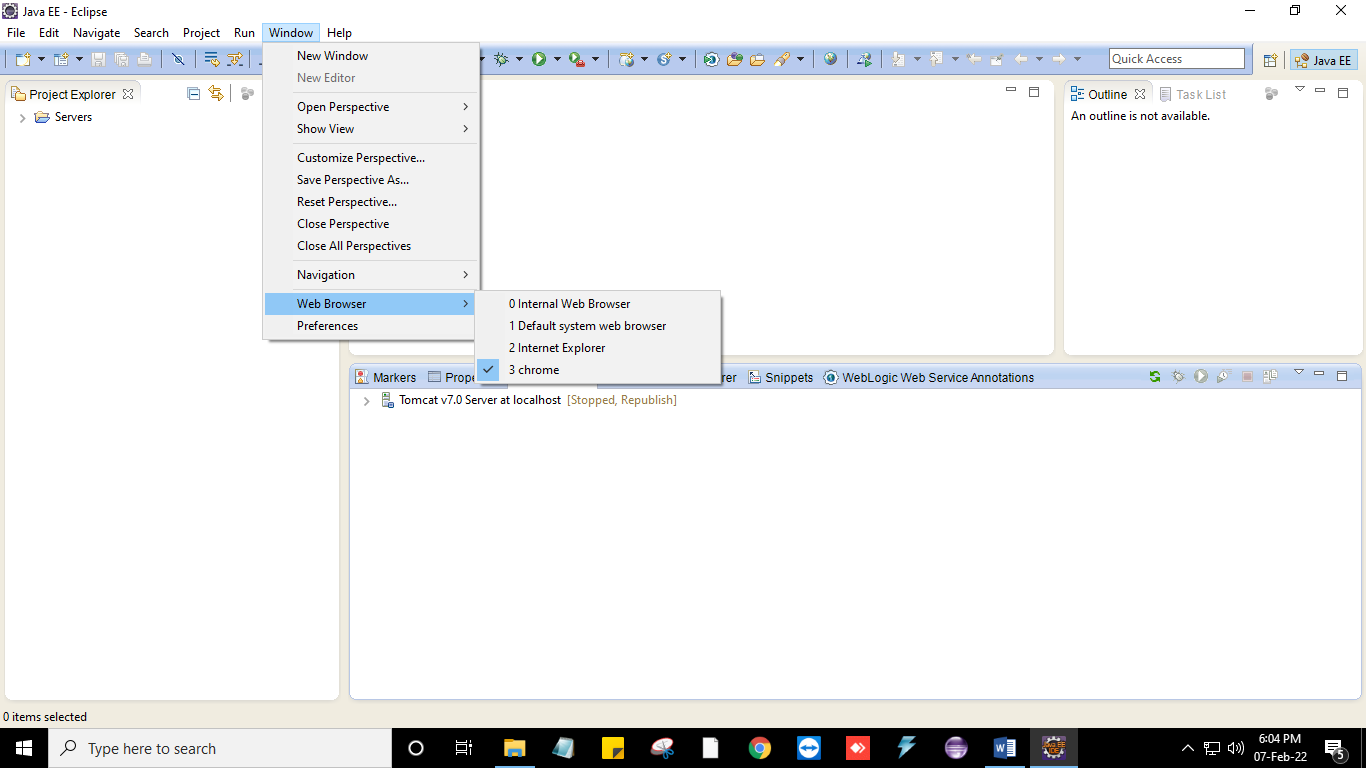 Java EE - Eclipse
File Edit Navigate Search Project Run Window Help
Quick Access
Java EE
Project Explorer
Servers
New Window
New Editor
Open Perspective
Show View
Customize Perspective...
Save Perspective As...
Reset Perspective...
Close Perspective
Close All Perspectives
Navigation
Web Browser
Preferences
0 Internal Web Browser
1 Default system web browser
2 Internet Explorer
3 chrome
Outline Task List
An outline is not available.
Markers Snippets WebLogic Web Service Annotations
Tomcat v7.0 Server at localhost [Stopped, Republish]
0 items selected
Type here to search
6:04 PM
07-Feb-22
5